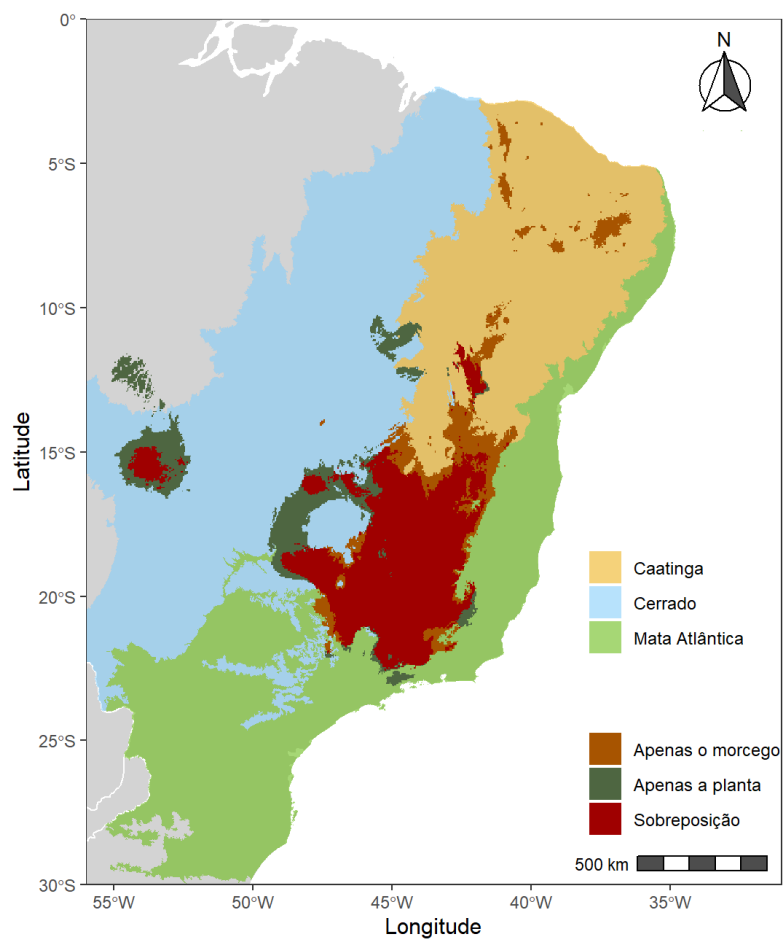 N
0°
5°S
10°S
15°S
20°S
25°S
30°S
Latitude
Caatinga
Cerrado
Mata Atlântica
Apenas o morcego
Apenas a planta
Sobreposição
500 km
55°W
50°W
45°W
40°W
35°W
Longitude